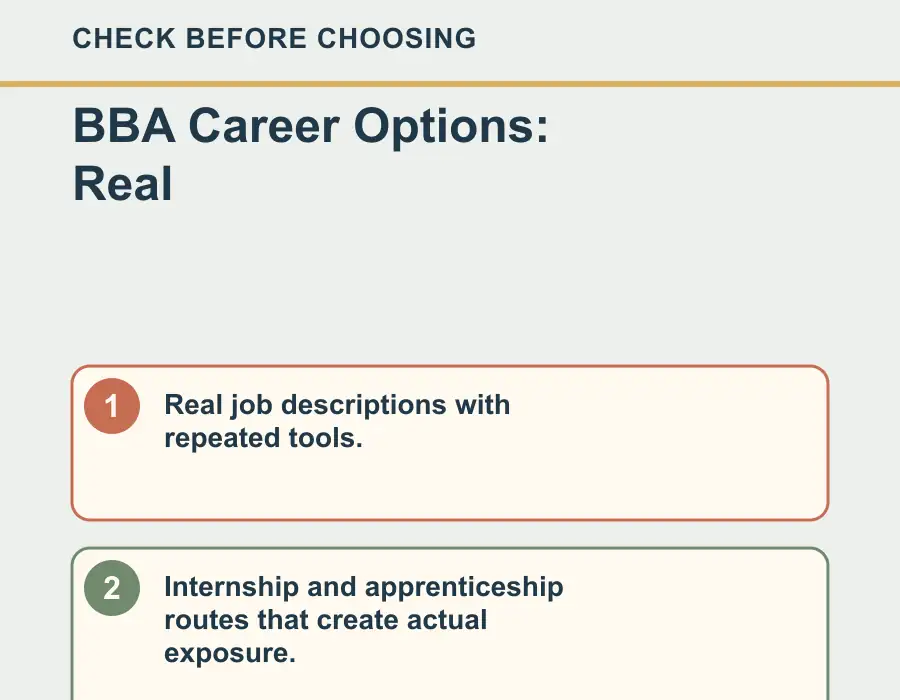 CHECK BEFORE CHOOSING
BBA Career Options:
Real
1
Real job descriptions with
repeated tools.
2
Internship and apprenticeship
routes that create actual
exposure.